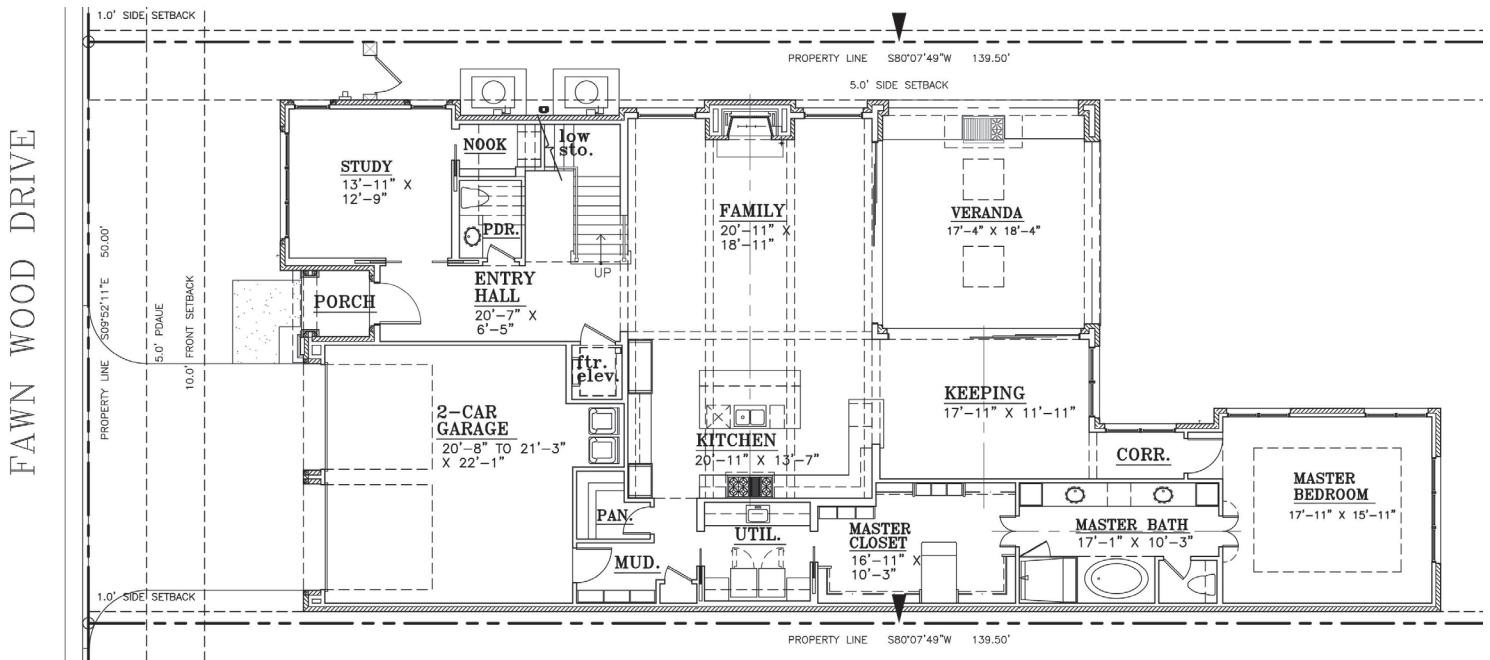 1.0' SIDE SETBACK
PROPERTY LINE S80°07'49"W 139.50'
5.0' SIDE SETBACK
FAWN WOOD DRIVE
PROPERTY LINE S09°52'11"E 50.00'
5.0' PDAUE
10.0' FRONT SETBACK
STUDY
13'-11" X
12'-9"
NOOK
low
sto.
PDR.
UP
ENTRY
HALL
20'-7" X
6'-5"
PORCH
FAMILY
20'-11" X
18'-11"
VERANDA
17'-4" X 18'-4"
ftr.
elev.
2-CAR
GARAGE
20'-8" TO 21'-3"
X 22'-1"
KITCHEN
20'-11" X 13'-7"
KEEPING
17'-11" X 11'-11"
CORR.
MASTER
BEDROOM
17'-11" X 15'-11"
PAN.
MUD.
UTIL.
MASTER
CLOSET
16'-11" X
10'-3"
MASTER BATH
17'-1" X 10'-3"
1.0' SIDE SETBACK
PROPERTY LINE S80°07'49"W 139.50'